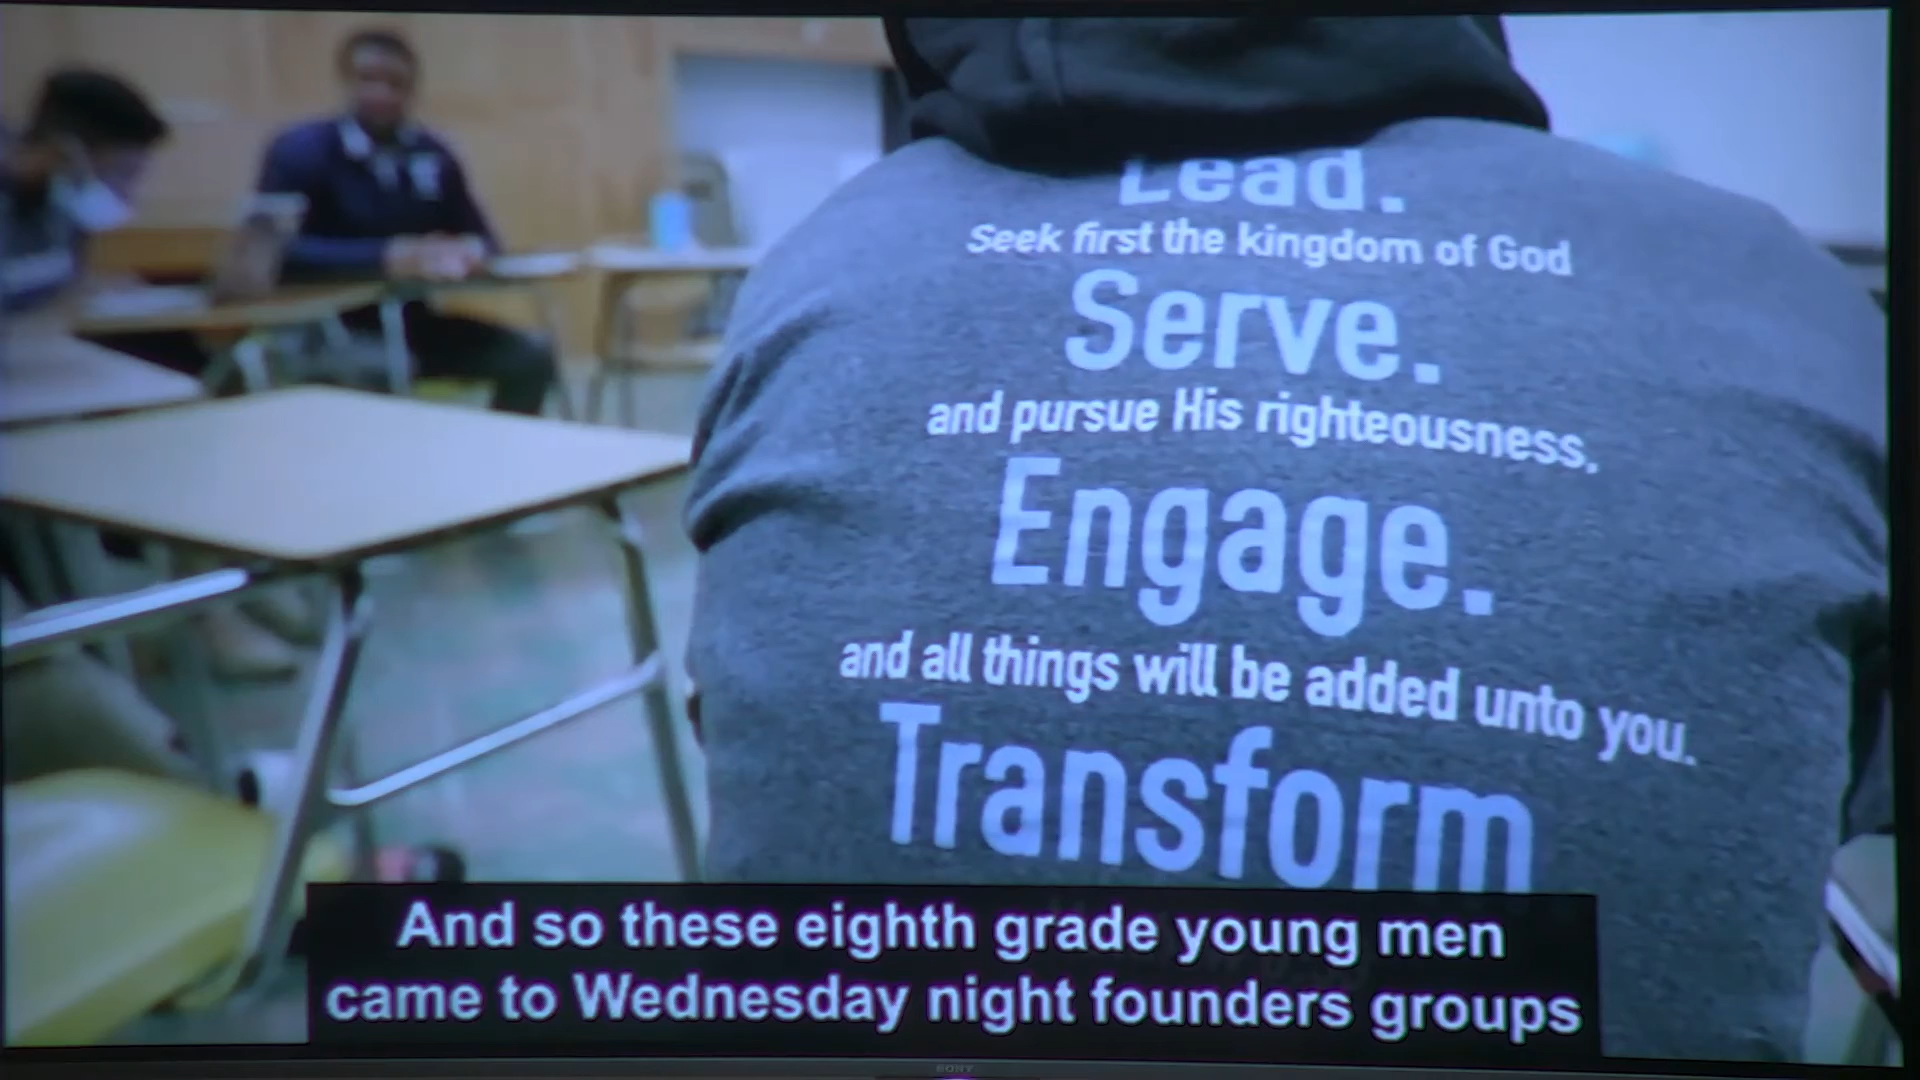 Lead.
Seek first the kingdom of God
Serve.
and pursue His righteousness,
Engage.
and all things will be added unto you.
Transform
And so these eighth grade young men
came to Wednesday night founders groups
SONY